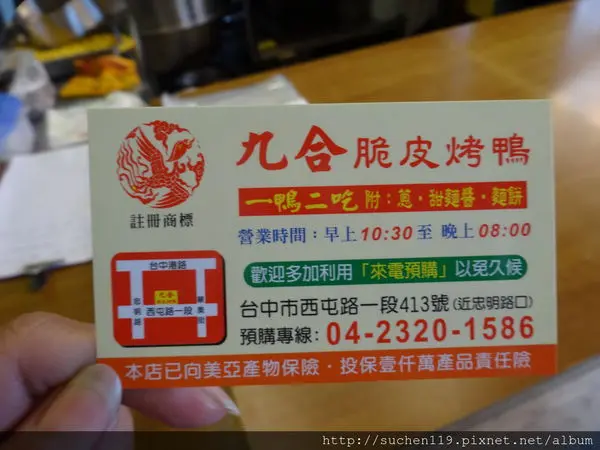 九合脆皮烤鴨
註冊商標
一鴨二吃 附：蔥・甜麵醬・麵餅
營業時間：早上10:30至 晚上08:00
歡迎多加利用「來電預購」以免久候
台中市西屯路一段413號(近忠明路口)
預購專線：04-2320-1586
台中港路
忠明路
九合
華美街
西屯路一段
本店已向美亞產物保險・投保壹仟萬產品責任險
http://suchen119.pixnet.net/album